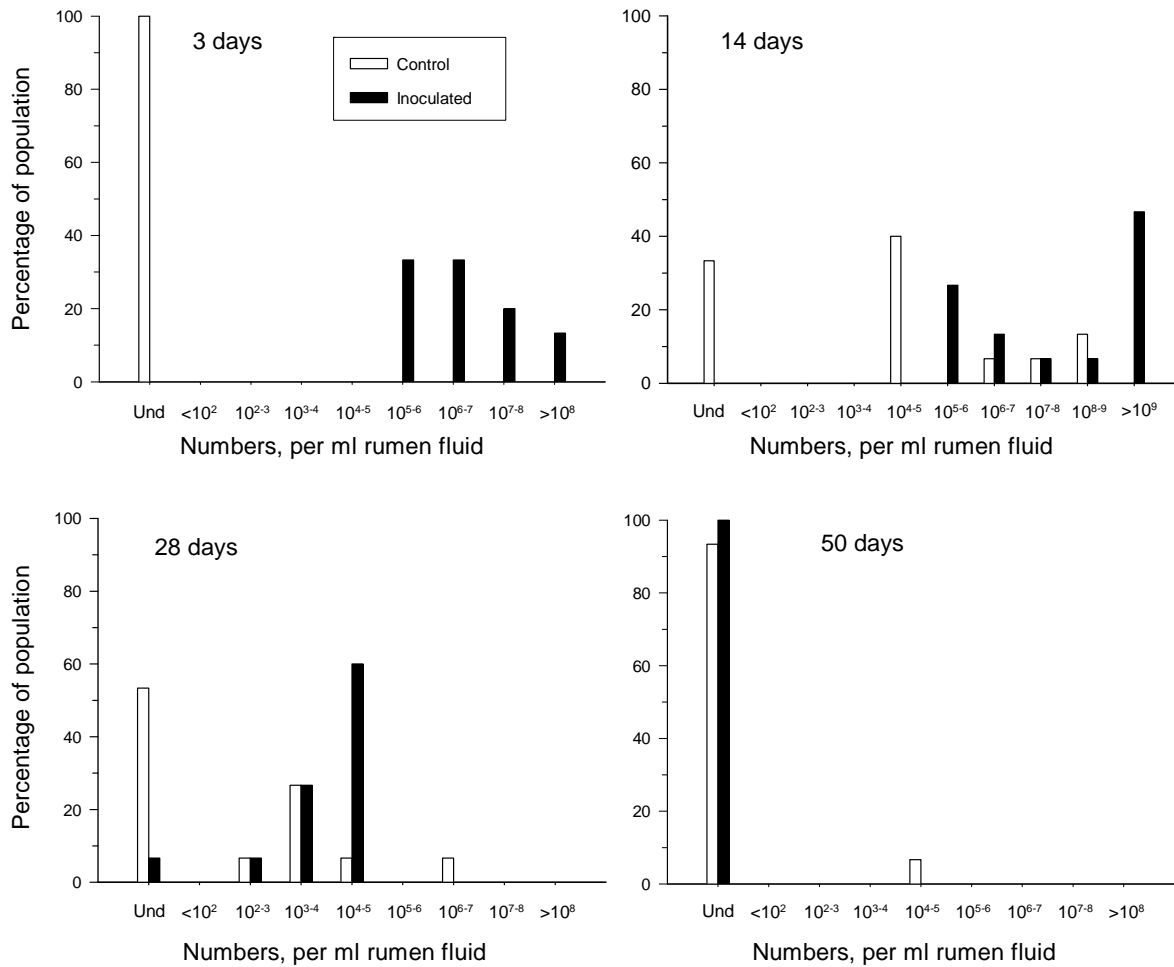 3 days
Control
Inoculated
Percentage of population
100
80
60
40
20
0
Und <10² 10²⁻³ 10³⁻⁴ 10⁴⁻⁵ 10⁵⁻⁶ 10⁶⁻⁷ 10⁷⁻⁸ >10⁸
Numbers, per ml rumen fluid
14 days
100
80
60
40
20
0
Und <10² 10²⁻³ 10³⁻⁴ 10⁴⁻⁵ 10⁵⁻⁶ 10⁶⁻⁷ 10⁷⁻⁸ 10⁸⁻⁹ >10⁹
Numbers, per ml rumen fluid
28 days
Percentage of population
100
80
60
40
20
0
Und <10² 10²⁻³ 10³⁻⁴ 10⁴⁻⁵ 10⁵⁻⁶ 10⁶⁻⁷ 10⁷⁻⁸ >10⁸
Numbers, per ml rumen fluid
50 days
100
80
60
40
20
0
Und <10² 10²⁻³ 10³⁻⁴ 10⁴⁻⁵ 10⁵⁻⁶ 10⁶⁻⁷ 10⁷⁻⁸ >10⁸
Numbers, per ml rumen fluid